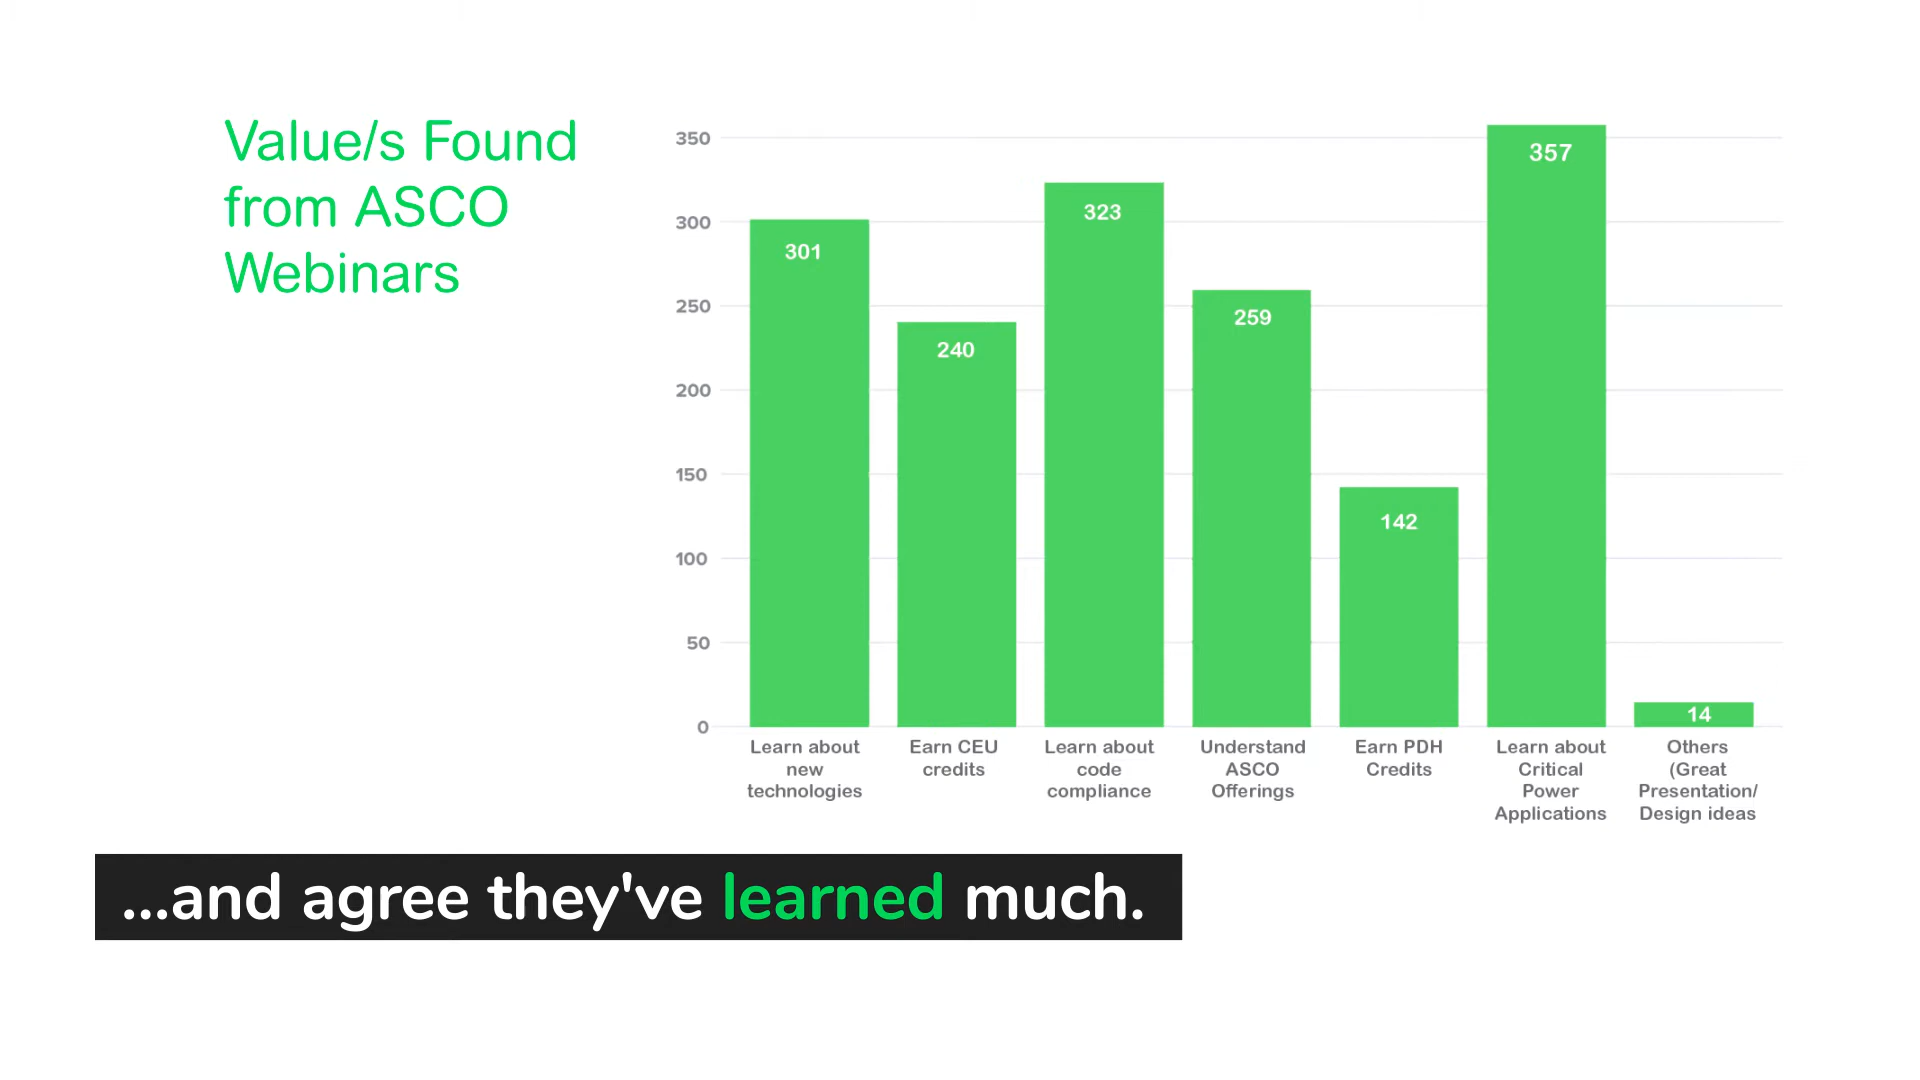 Value/s Found
from ASCO
Webinars
350
300
250
200
150
100
50
0
301
240
323
259
142
357
14
Learn about
new
technologies
Earn CEU
credits
Learn about
code
compliance
Understand
ASCO
Offerings
Earn PDH
Credits
Learn about
Critical
Power
Applications
Others
(Great
Presentation/
Design ideas
...and agree they've learned much.